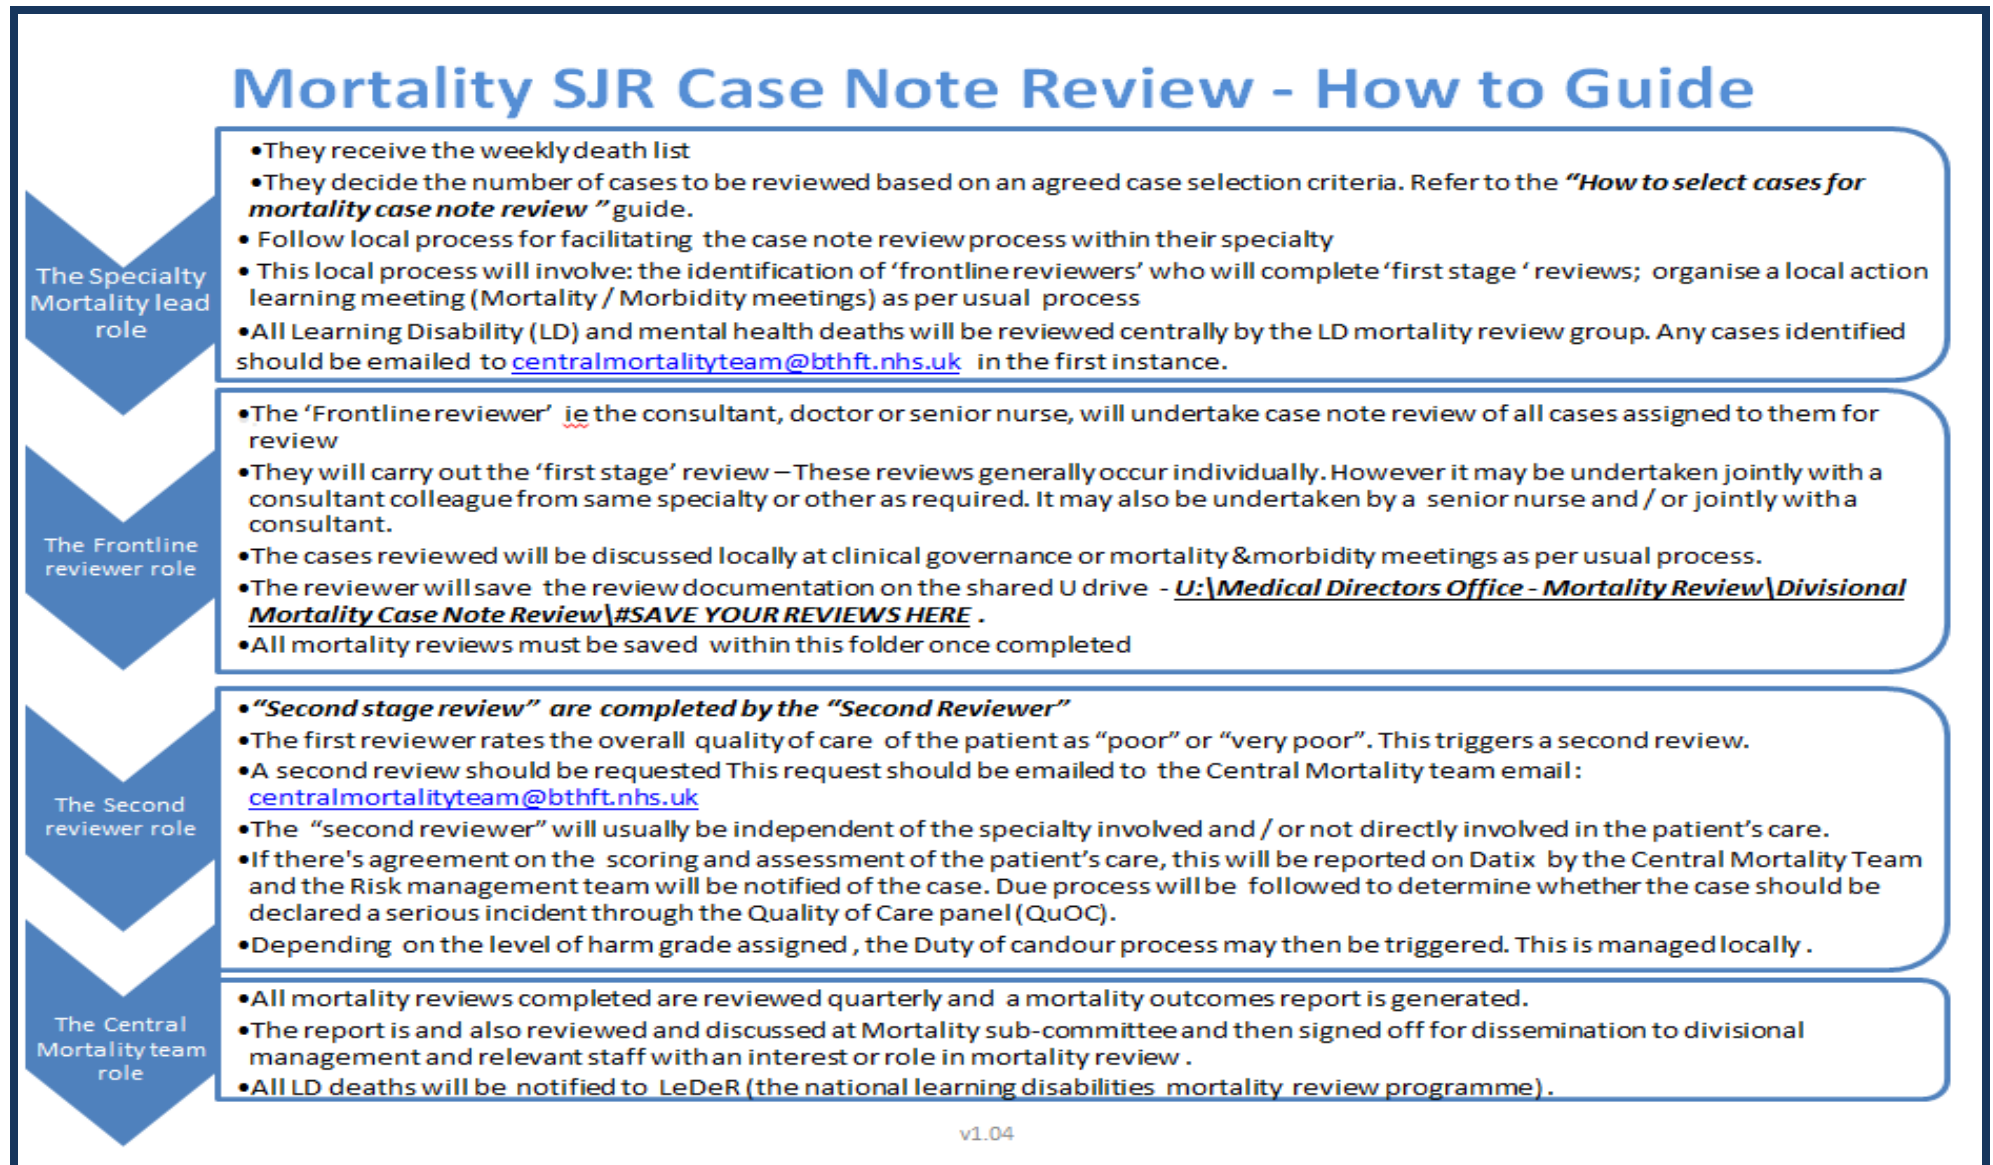 Mortality SJR Case Note Review - How to Guide
The Specialty
Mortality lead
role
•They receive the weekly death list
•They decide the number of cases to be reviewed based on an agreed case selection criteria. Refer to the “How to select cases for
mortality case note review ” guide.
• Follow local process for facilitating the case note review process within their specialty
• This local process will involve: the identification of ‘frontline reviewers’ who will complete ‘first stage ‘ reviews; organise a local action
learning meeting (Mortality / Morbidity meetings) as per usual process
•All Learning Disability (LD) and mental health deaths will be reviewed centrally by the LD mortality review group. Any cases identified
should be emailed to centralmortalityteam@bthft.nhs.uk in the first instance.
The Frontline
reviewer role
•The ‘Frontline reviewer’ ie the consultant, doctor or senior nurse, will undertake case note review of all cases assigned to them for
review
•They will carry out the ‘first stage’ review – These reviews generally occur individually. However it may be undertaken jointly with a
consultant colleague from same specialty or other as required. It may also be undertaken by a senior nurse and / or jointly with a
consultant.
•The cases reviewed will be discussed locally at clinical governance or mortality &morbidity meetings as per usual process.
•The reviewer will save the review documentation on the shared U drive - U:\Medical Directors Office - Mortality Review\Divisional
Mortality Case Note Review\#SAVE YOUR REVIEWS HERE .
•All mortality reviews must be saved within this folder once completed
The Second
reviewer role
•“Second stage review” are completed by the “Second Reviewer”
•The first reviewer rates the overall quality of care of the patient as “poor” or “very poor”. This triggers a second review.
•A second review should be requested This request should be emailed to the Central Mortality team email:
centralmortalityteam@bthft.nhs.uk
•The “second reviewer” will usually be independent of the specialty involved and / or not directly involved in the patient’s care.
•If there's agreement on the scoring and assessment of the patient’s care, this will be reported on Datix by the Central Mortality Team
and the Risk management team will be notified of the case. Due process will be followed to determine whether the case should be
declared a serious incident through the Quality of Care panel (QuOC).
•Depending on the level of harm grade assigned , the Duty of candour process may then be triggered. This is managed locally .
The Central
Mortality team
role
•All mortality reviews completed are reviewed quarterly and a mortality outcomes report is generated.
•The report is and also reviewed and discussed at Mortality sub-committee and then signed off for dissemination to divisional
management and relevant staff with an interest or role in mortality review .
•All LD deaths will be notified to LeDeR (the national learning disabilities mortality review programme) .
v1.04